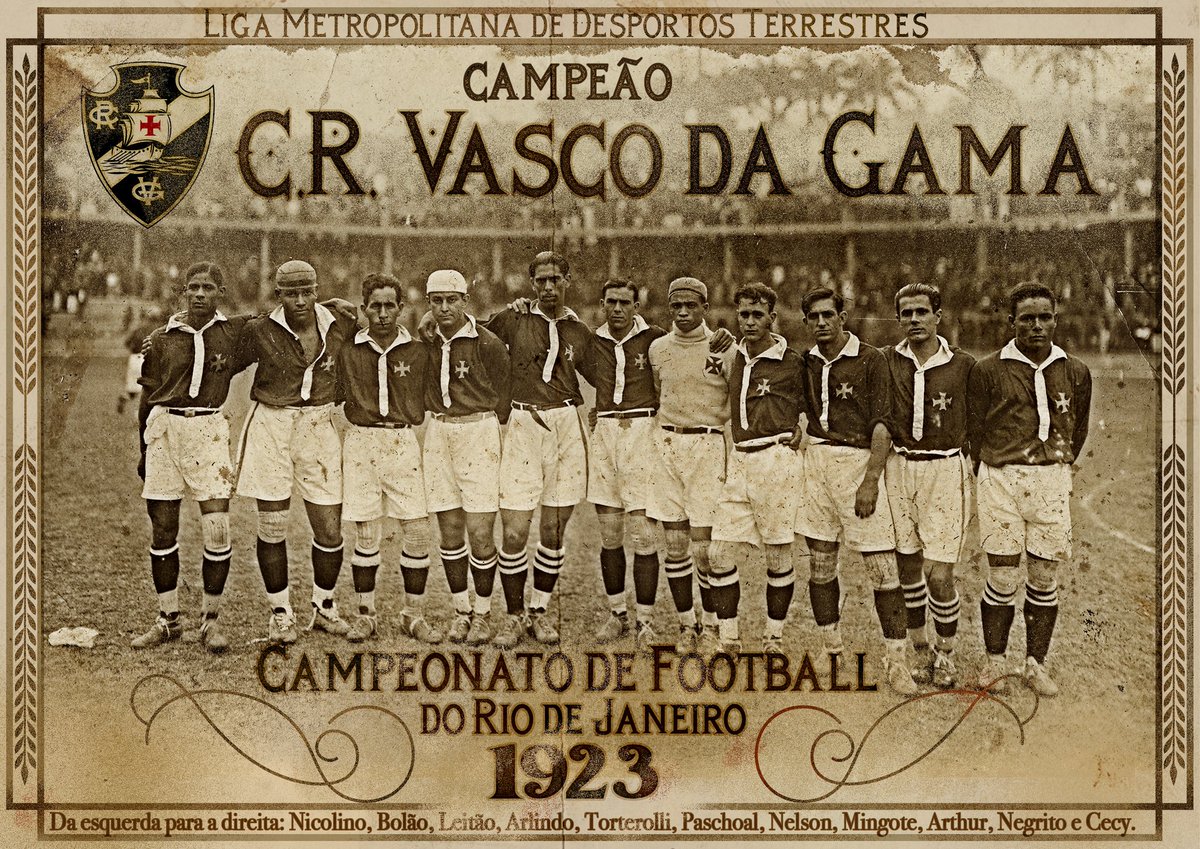 LIGA METROPOLITANA DE DESPORTOS TERRESTRES
CAMPEÃO
C.R. VASCO DA GAMA
CAMPEONATO DE FOOTBALL
DO RIO DE JANEIRO
1923
Da esquerda para a direita: Nicolino, Bolão, Leitão, Arlindo, Torterolli, Paschoal, Nelson, Mingote, Arthur, Negrito e Cecy.